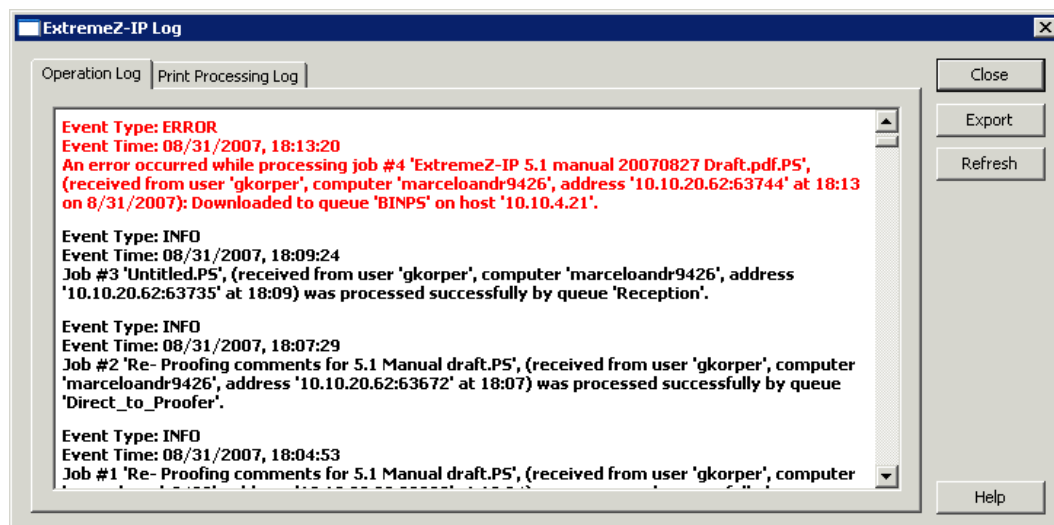 ExtremeZ-IP Log
Operation Log
Print Processing Log
Close
Export
Refresh
Event Type: ERROR
Event Time: 08/31/2007, 18:13:20
An error occurred while processing job #4 'ExtremeZ-IP 5.1 manual 20070827 Draft.pdf.PS',
(received from user 'gkorper', computer 'marceloandr9426', address '10.10.20.62:63744' at 18:13
on 8/31/2007): Downloaded to queue 'BINPS' on host '10.10.4.21'.
Event Type: INFO
Event Time: 08/31/2007, 18:09:24
Job #3 'Untitled.PS', (received from user 'gkorper', computer 'marceloandr9426', address
'10.10.20.62:63735' at 18:09) was processed successfully by queue 'Reception'.
Event Type: INFO
Event Time: 08/31/2007, 18:07:29
Job #2 'Re- Proofing comments for 5.1 Manual draft.PS', (received from user 'gkorper', computer
'marceloandr9426', address '10.10.20.62:63672' at 18:07) was processed successfully by queue
'Direct_to_Proofer'.
Event Type: INFO
Event Time: 08/31/2007, 18:04:53
Job #1 'Re- Proofing comments for 5.1 Manual draft.PS', (received from user 'gkorper', computer
Help